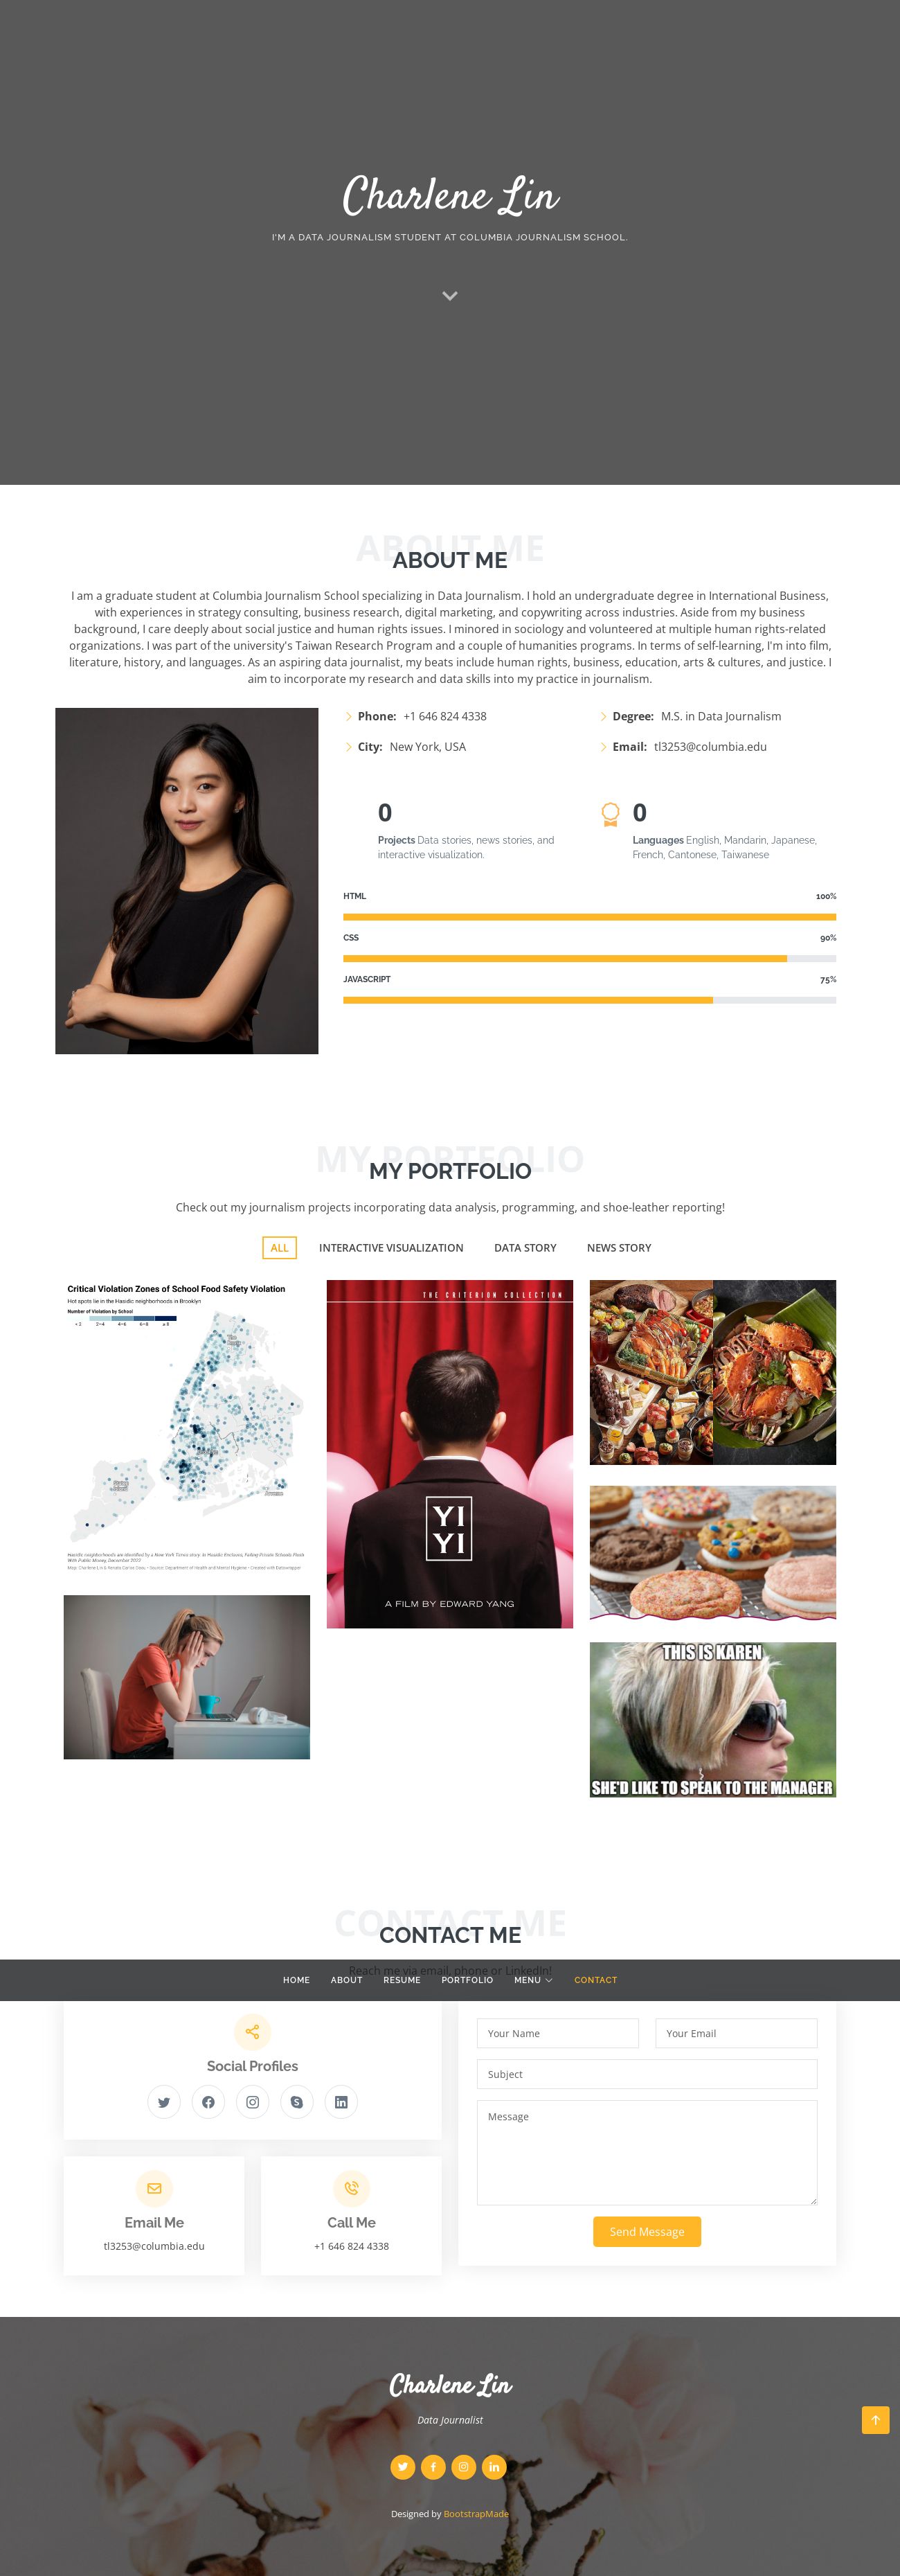 Charlene Lin
I'M A DATA JOURNALISM STUDENT AT COLUMBIA JOURNALISM SCHOOL.
ABOUT ME
ABOUT ME
I am a graduate student at Columbia Journalism School specializing in Data Journalism. I hold an undergraduate degree in International Business,
with experiences in strategy consulting, business research, digital marketing, and copywriting across industries. Aside from my business
background, I care deeply about social justice and human rights issues. I minored in sociology and volunteered at multiple human rights-related
organizations. I was part of the university's Taiwan Research Program and a couple of humanities programs. In terms of self-learning, I'm into film,
literature, history, and languages. As an aspiring data journalist, my beats include human rights, business, education, arts & cultures, and justice. I
aim to incorporate my research and data skills into my practice in journalism.
Phone: +1 646 824 4338
Degree: M.S. in Data Journalism
City: New York, USA
Email: tl3253@columbia.edu
0
Projects Data stories, news stories, and
interactive visualization.
0
Languages English, Mandarin, Japanese,
French, Cantonese, Taiwanese
HTML 100%
CSS 90%
JAVASCRIPT 75%
MY PORTFOLIO
MY PORTFOLIO
Check out my journalism projects incorporating data analysis, programming, and shoe-leather reporting!
ALL INTERACTIVE VISUALIZATION DATA STORY NEWS STORY
Critical Violation Zones of School Food Safety Violation
Hot spots lie in the Hasidic neighborhoods in Brooklyn
Number of Violation by School
< 2 2–4 4–6 6–8 ≥ 8
THE CRITERION COLLECTION
YI
YI
A FILM BY EDWARD YANG
THIS IS KAREN
SHE'D LIKE TO SPEAK TO THE MANAGER
CONTACT ME
CONTACT ME
Reach me via email, phone or LinkedIn!
HOME ABOUT RESUME PORTFOLIO MENU CONTACT
Social Profiles
Email Me
tl3253@columbia.edu
Call Me
+1 646 824 4338
Your Name
Your Email
Subject
Message
Send Message
Charlene Lin
Data Journalist
Designed by BootstrapMade